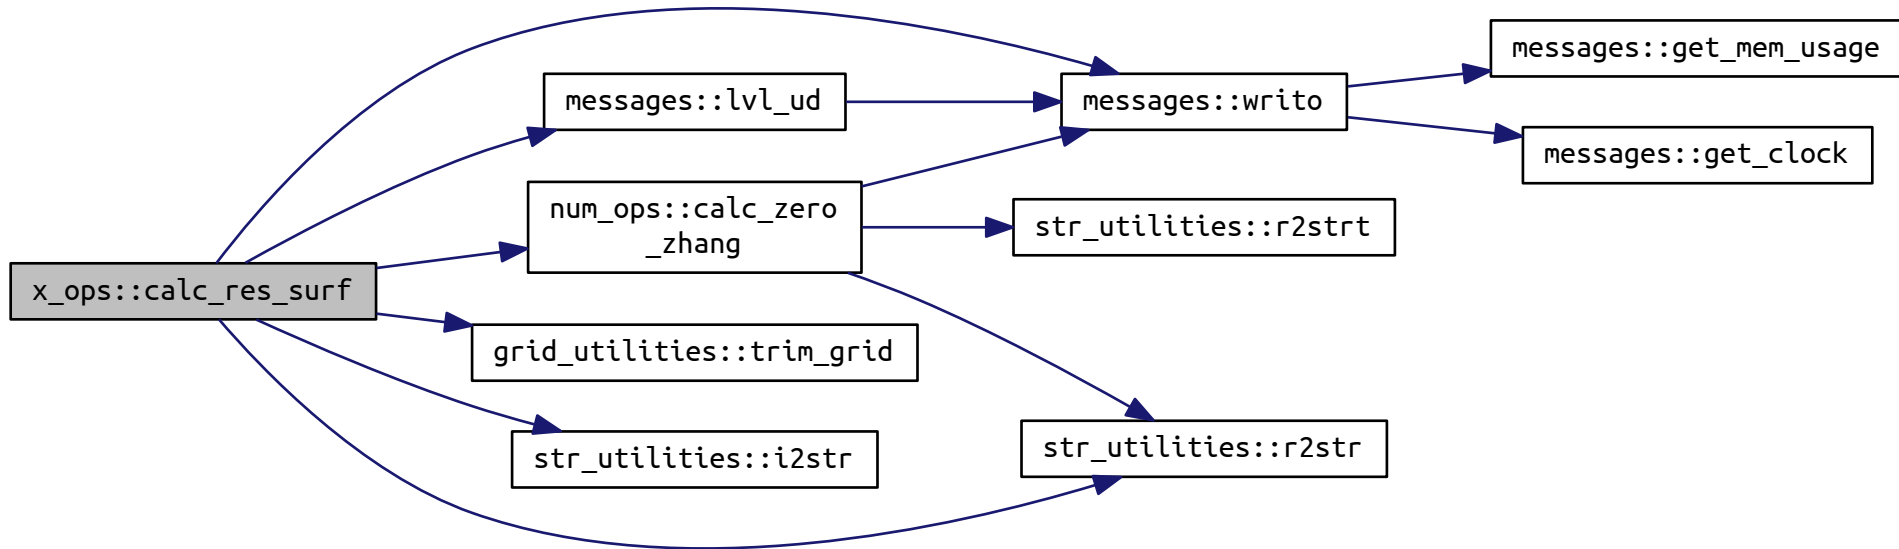 x_ops::calc_res_surf
messages::lvl_ud
num_ops::calc_zero
_zhang
grid_utilities::trim_grid
str_utilities::i2str
messages::writo
str_utilities::r2strt
str_utilities::r2str
messages::get_mem_usage
messages::get_clock